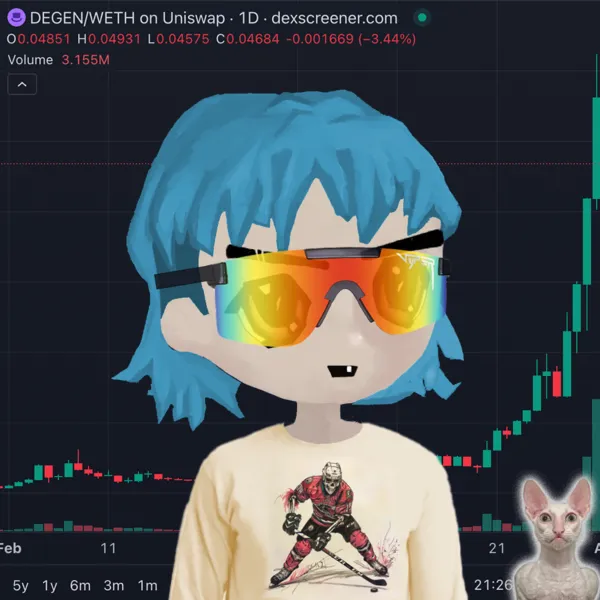 DEGEN/WETH on Uniswap · 1D · dexscreener.com
O0.04851 H0.04931 L0.04575 C0.04684 -0.001669 (−3.44%)
Volume 3.155M
Feb 11 21
5y 1y 6m 3m 1m 21:26